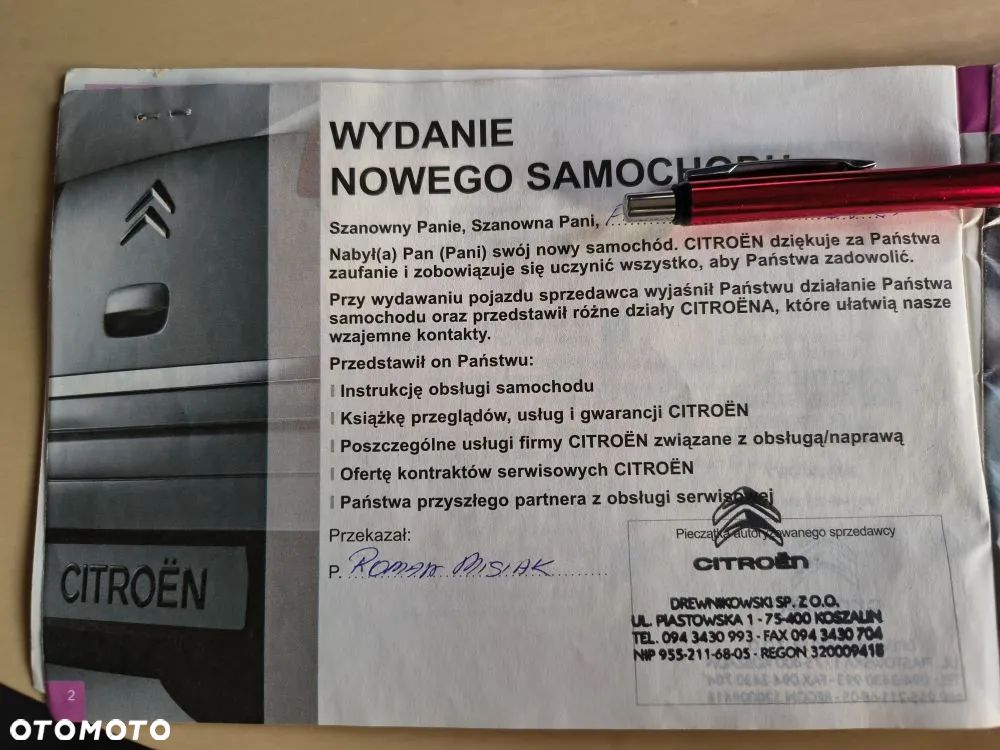 WYDANIE
NOWEGO SAMOCHODU
Szanowny Panie, Szanowna Pani,
Nabył(a) Pan (Pani) swój nowy samochód. CITROËN dziękuje za Państwa
zaufanie i zobowiązuje się uczynić wszystko, aby Państwa zadowolić.
Przy wydawaniu pojazdu sprzedawca wyjaśnił Państwu działanie Państwa
samochodu oraz przedstawił różne działy CITROËNA, które ułatwią nasze
wzajemne kontakty.
Przedstawił on Państwu:
Instrukcję obsługi samochodu
Książkę przeglądów, usług i gwarancji CITROËN
Poszczególne usługi firmy CITROËN związane z obsługą/naprawą
Ofertę kontraktów serwisowych CITROËN
Państwa przyszłego partnera z obsługi serwisowej
Przekazał:
P. ROMAN MISIAK
Pieczątka autoryzowanego sprzedawcy
CITROËN
DREWNIKOWSKI SP. Z O.O.
UL. PIASTOWSKA 1 - 75-400 KOSZALIN
TEL. 094 3430 993 - FAX 094 3430 704
NIP 955-211-68-05 - REGON 320009418
CITROËN
2
OTOMOTO